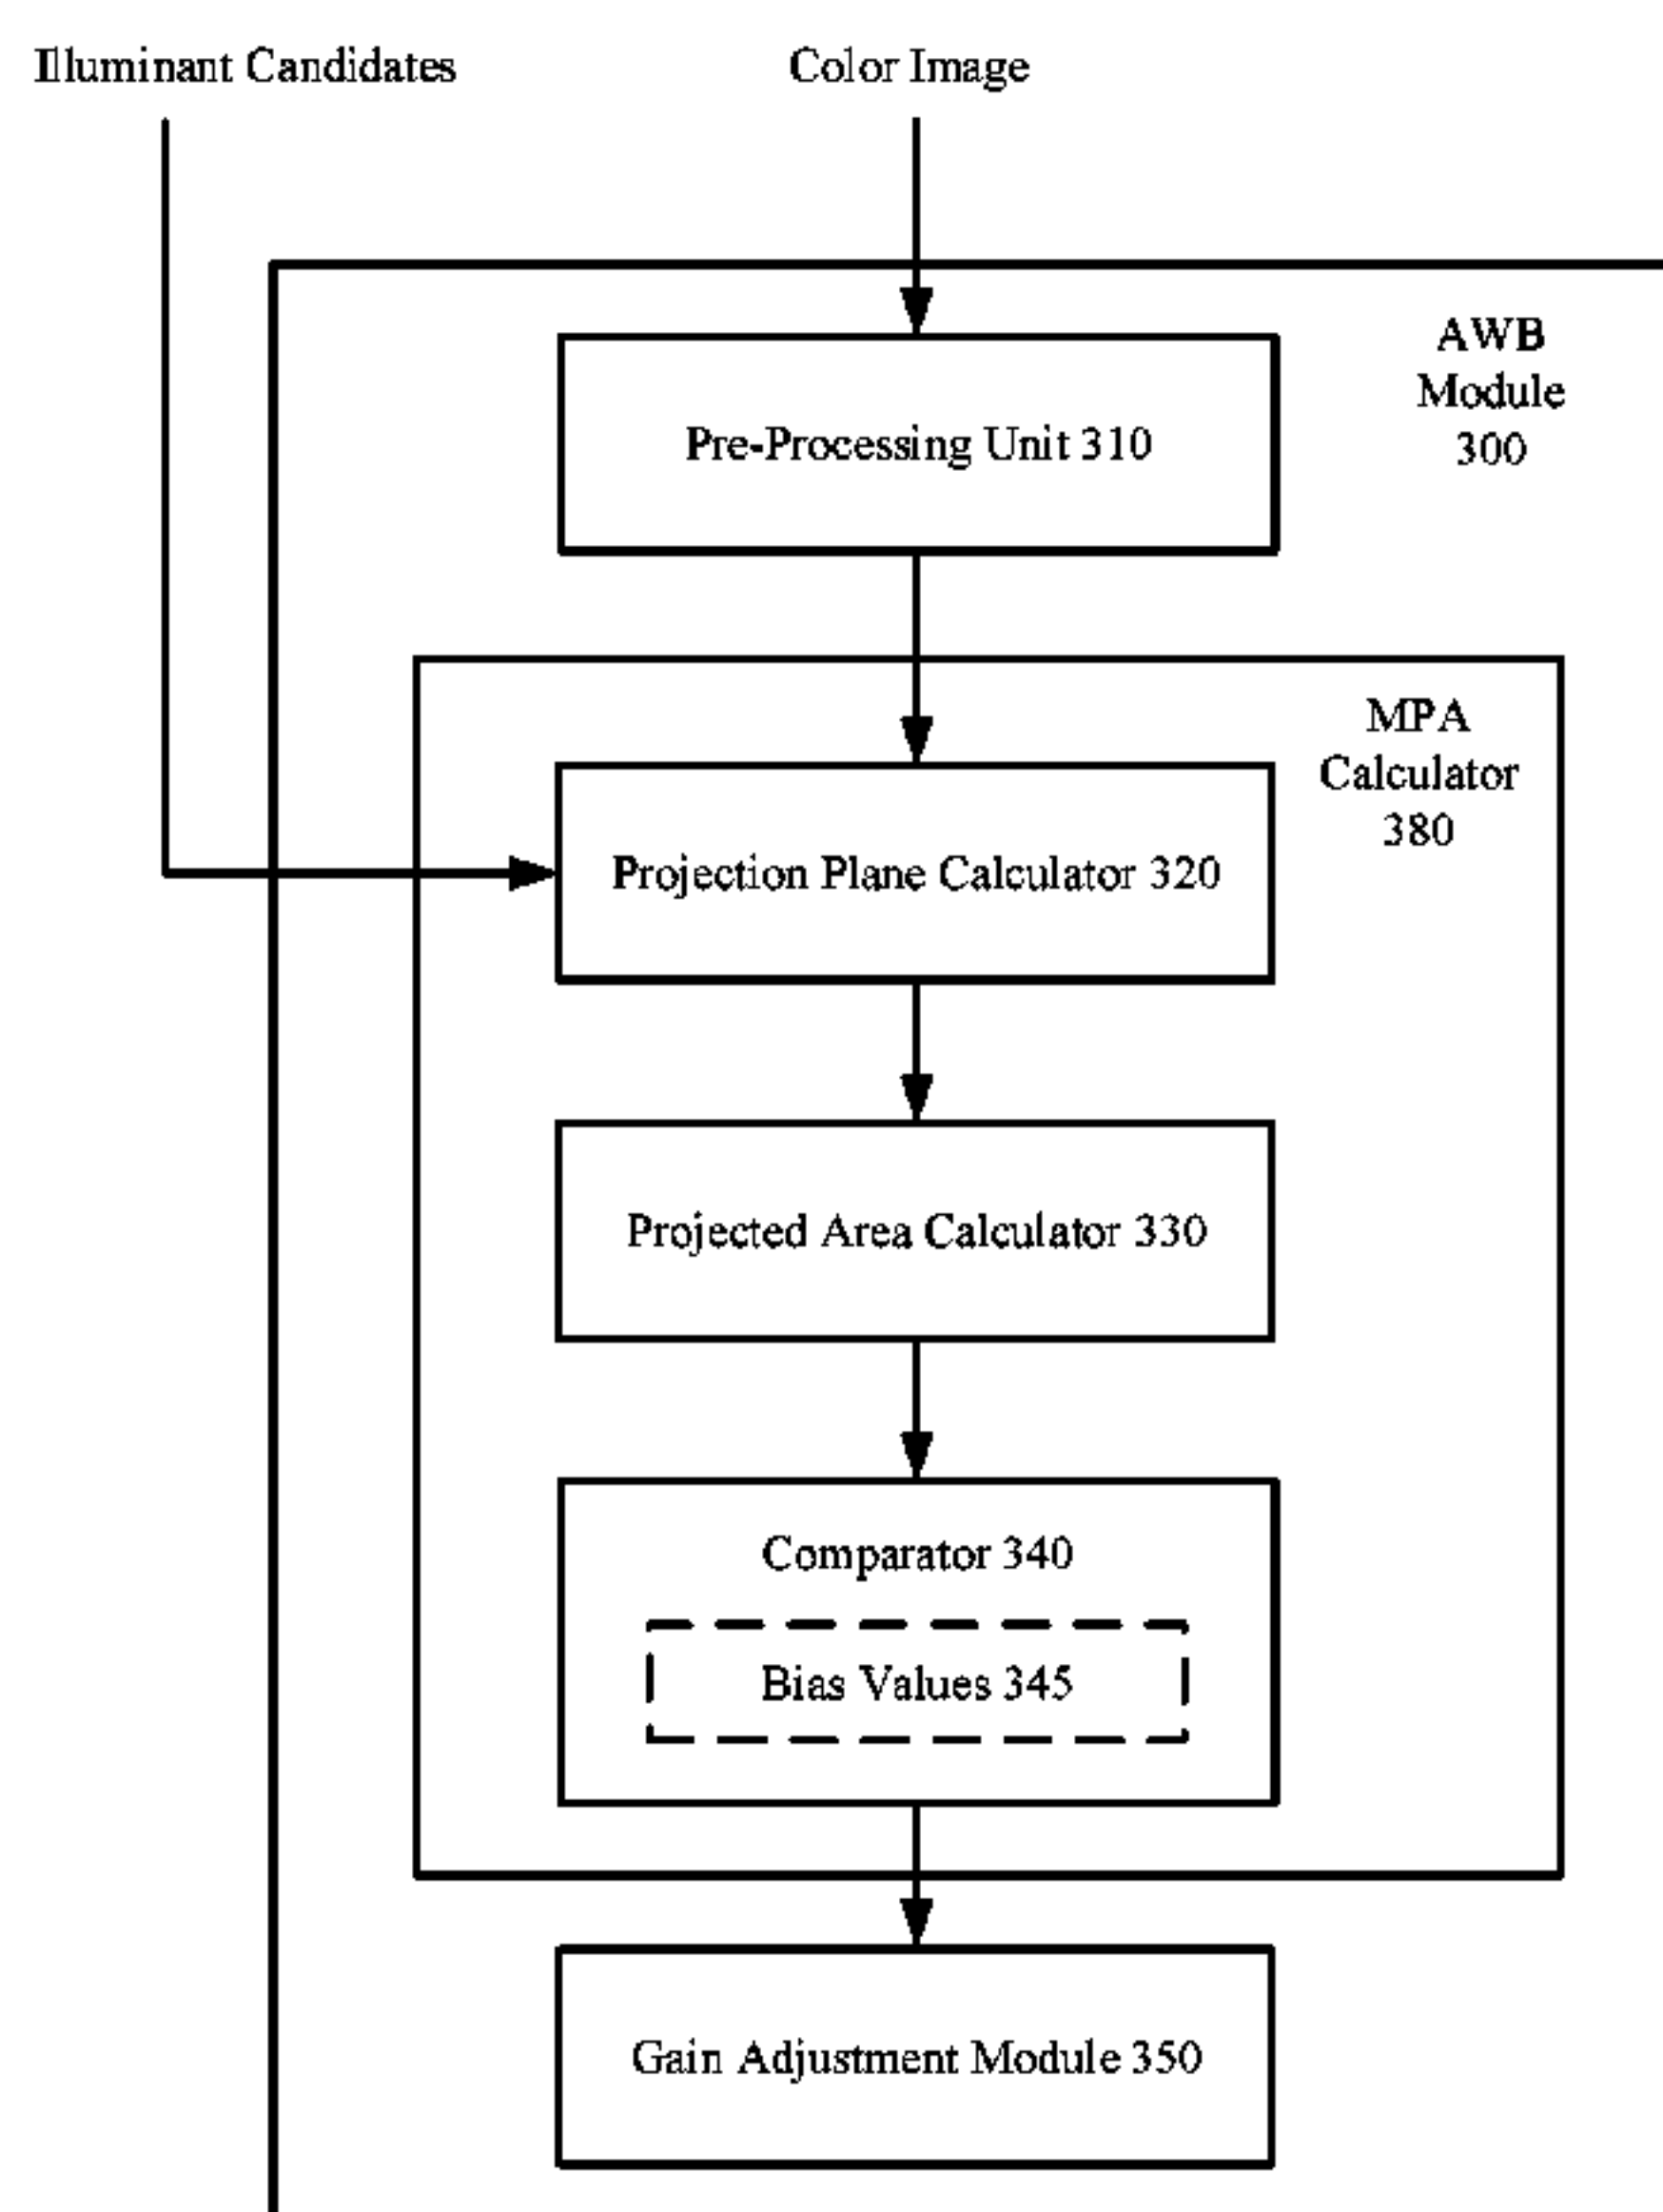 Illuminant Candidates
Color Image
AWB
Module
300
Pre-Processing Unit 310
MPA
Calculator
380
Projection Plane Calculator 320
Projected Area Calculator 330
Comparator 340
Bias Values 345
Gain Adjustment Module 350